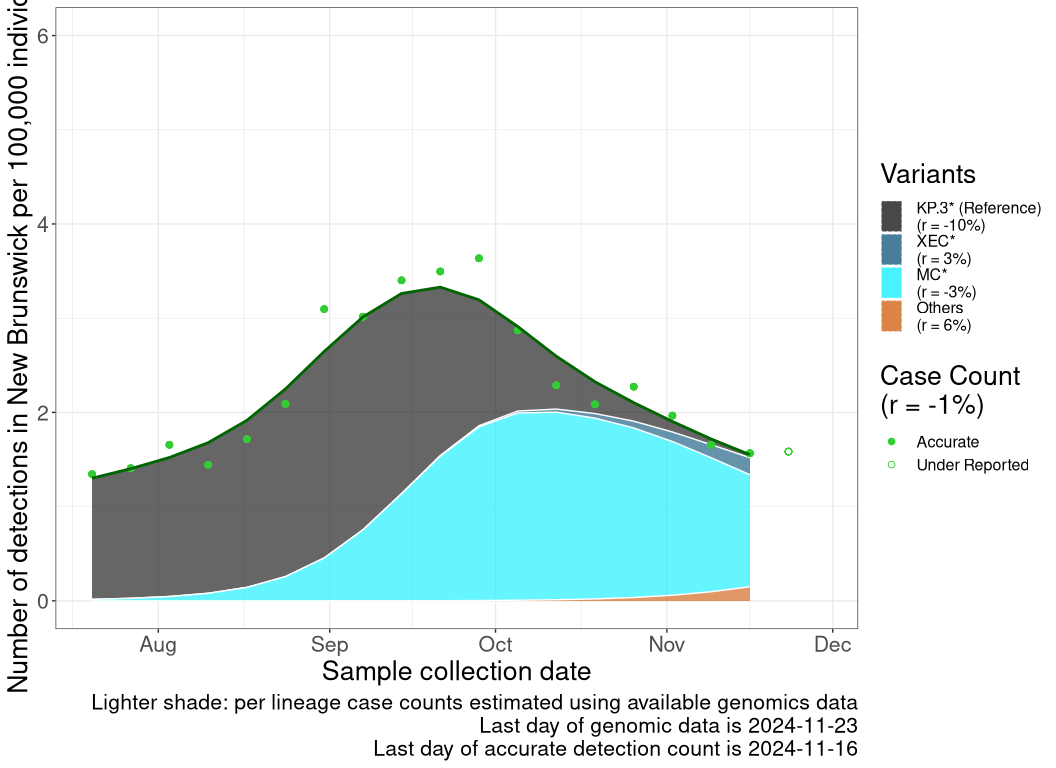 Number of detections in New Brunswick per 100,000
6
4
2
0
Aug Sep Oct Nov Dec
Sample collection date
Lighter shade: per lineage case counts estimated using available genomics data
Last day of genomic data is 2024-11-23
Last day of accurate detection count is 2024-11-16
Variants
KP.3* (Reference)
(r = -10%)
XEC*
(r = 3%)
MC*
(r = -3%)
Others
(r = 6%)
Case Count
(r = -1%)
Accurate
Under Reported